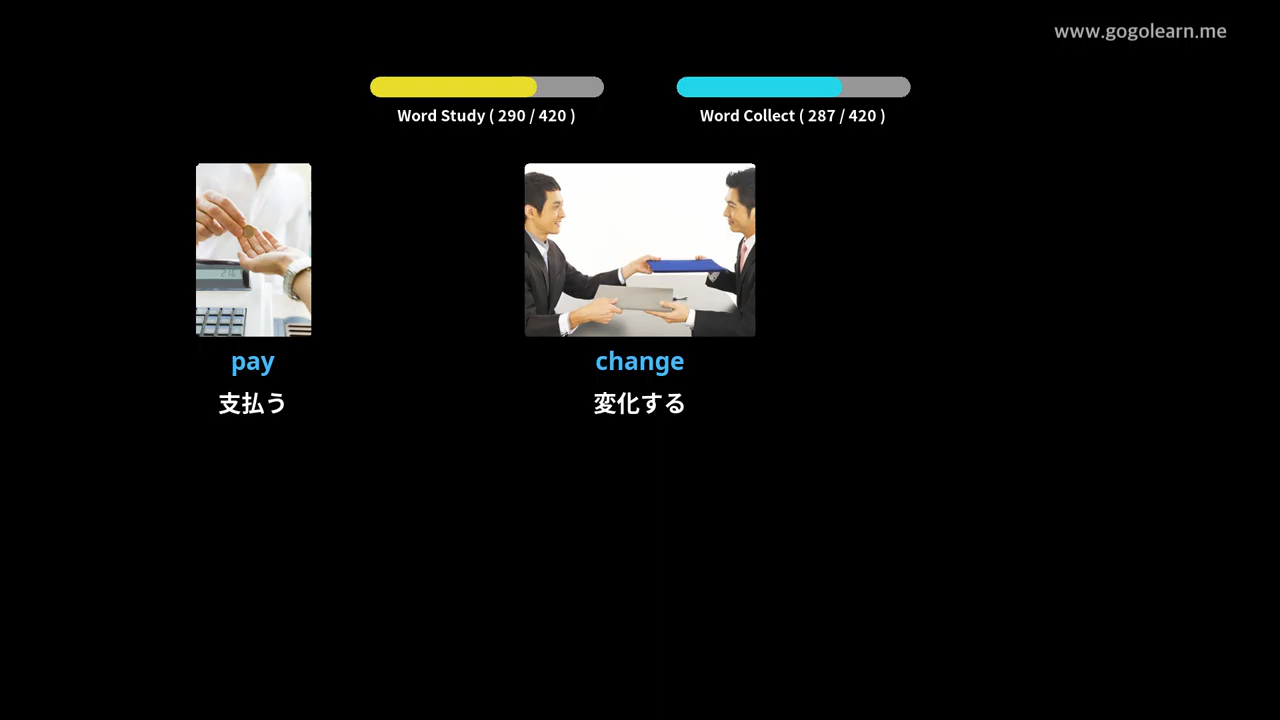 www.gogolearn.me
Word Study ( 290 / 420 )
Word Collect ( 287 / 420 )
pay
change
支払う
変化する